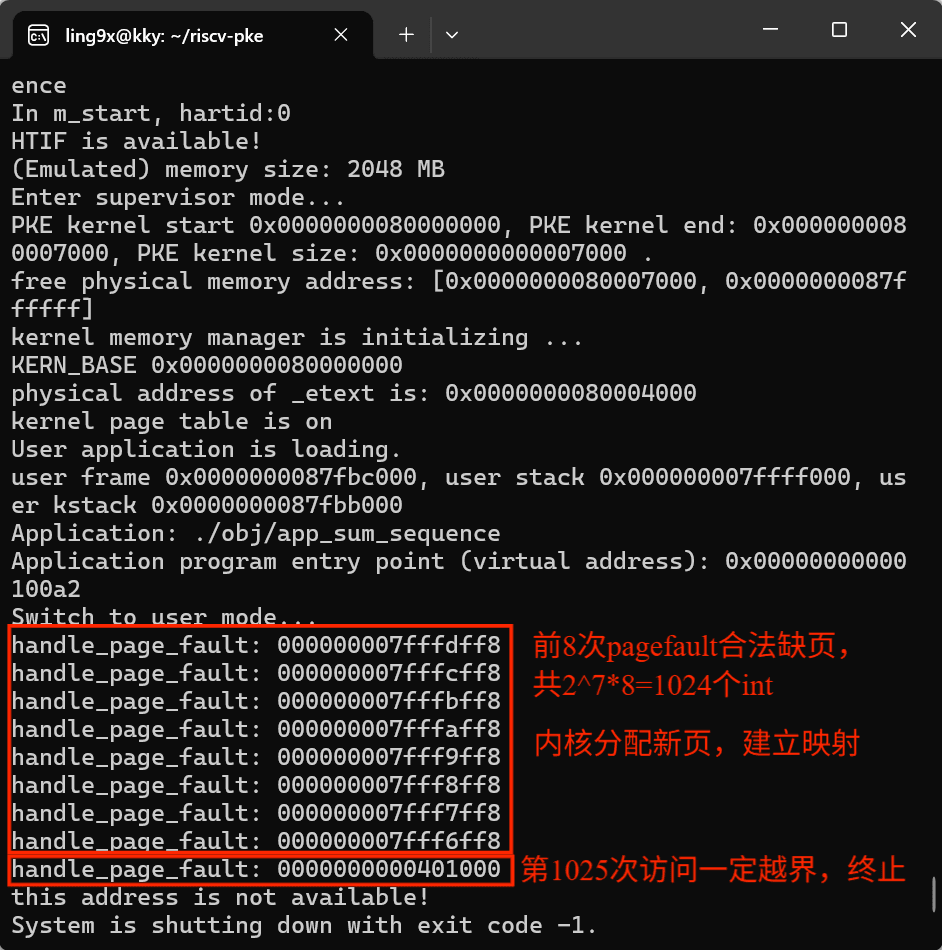 ling9x@kky: ~/riscv-pke
ence
In m_start, hartid:0
HTIF is available!
(Emulated) memory size: 2048 MB
Enter supervisor mode...
PKE kernel start 0x0000000080000000, PKE kernel end: 0x000000008
0007000, PKE kernel size: 0x0000000000007000 .
free physical memory address: [0x0000000080007000, 0x0000000087f
fffff]
kernel memory manager is initializing ...
KERN_BASE 0x0000000080000000
physical address of _etext is: 0x0000000080004000
kernel page table is on
User application is loading.
user frame 0x0000000087fbc000, user stack 0x000000007ffff000, us
er kstack 0x0000000087fbb000
Application: ./obj/app_sum_sequence
Application program entry point (virtual address): 0x00000000000
100a2
Switch to user mode...
handle_page_fault: 000000007fffdff8
handle_page_fault: 000000007fffcff8
handle_page_fault: 000000007fffbff8
handle_page_fault: 000000007fffaff8
handle_page_fault: 000000007fff9ff8
handle_page_fault: 000000007fff8ff8
handle_page_fault: 000000007fff7ff8
handle_page_fault: 000000007fff6ff8
前8次pagefault合法缺页，
共2^7*8=1024个int
内核分配新页，建立映射
handle_page_fault: 0000000000401000
第1025次访问一定越界，终止
this address is not available!
System is shutting down with exit code -1.